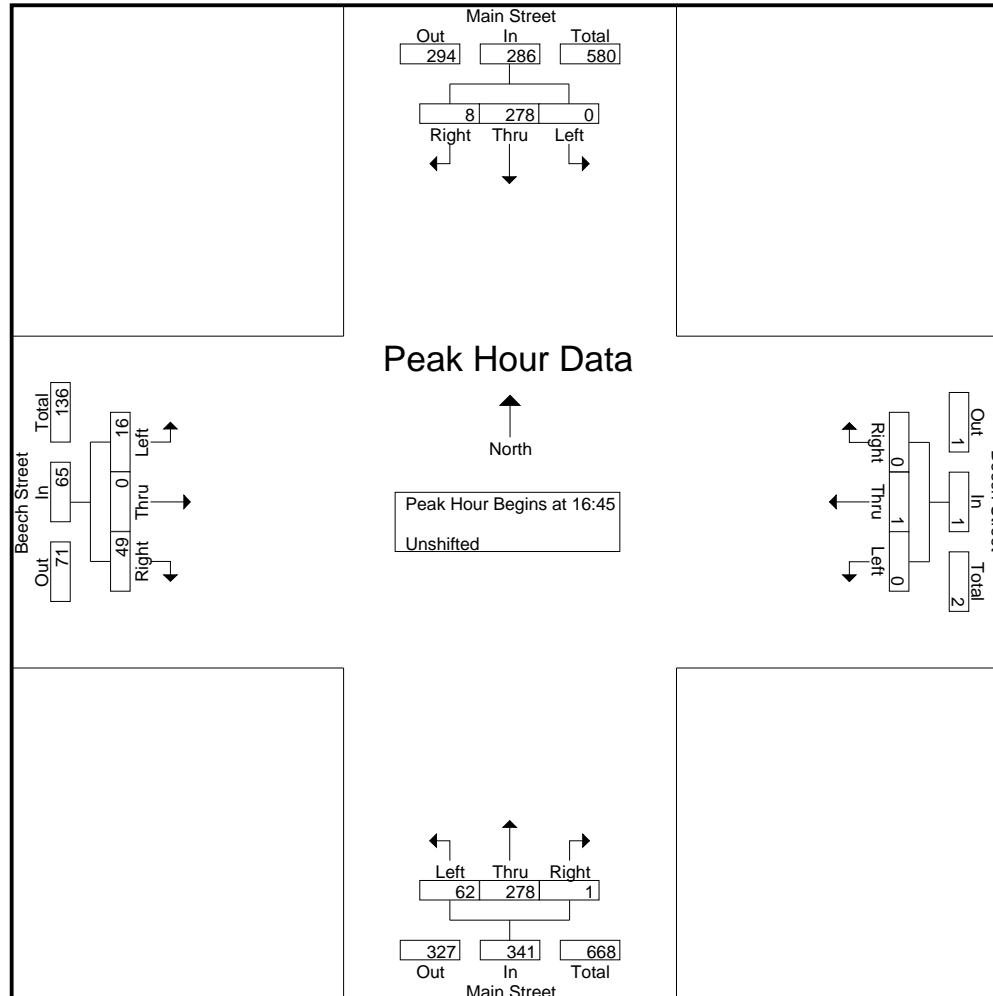 Main Street
Out In Total
294 286 580
8 278 0
Right Thru Left
Peak Hour Data
North
Peak Hour Begins at 16:45
Unshifted
Beech Street
Total In Out
136 65 71
16 0 49
Left Thru Right
Right Thru Left
0 1 0
Out In Total
1 1 2
Left Thru Right
62 278 1
327 341 668
Out In Total
Main Street